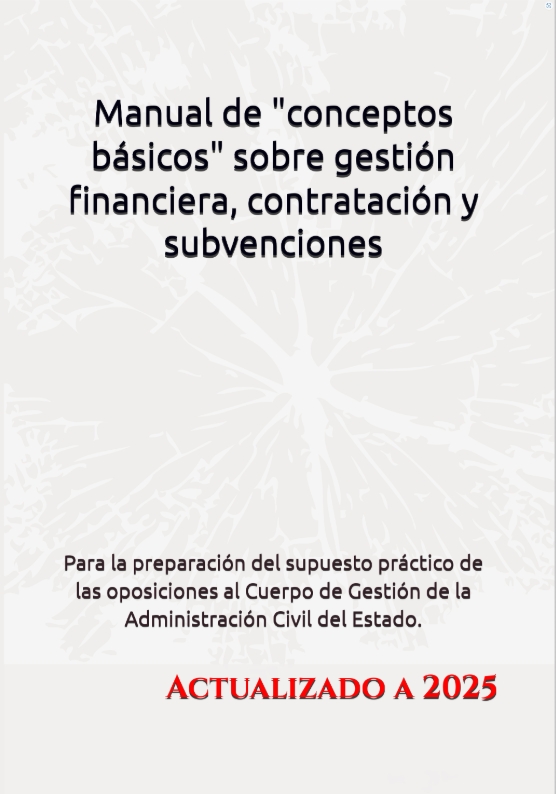 Manual de "conceptos
básicos" sobre gestión
financiera, contratación y
subvenciones
Para la preparación del supuesto práctico de
las oposiciones al Cuerpo de Gestión de la
Administración Civil del Estado.
Actualizado a 2025